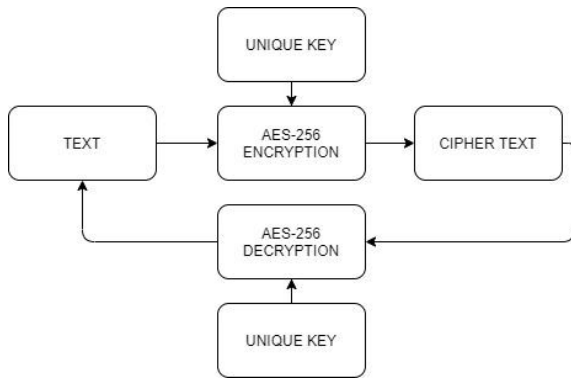 UNIQUE KEY
TEXT
AES-256
ENCRYPTION
CIPHER TEXT
AES-256
DECRYPTION
UNIQUE KEY